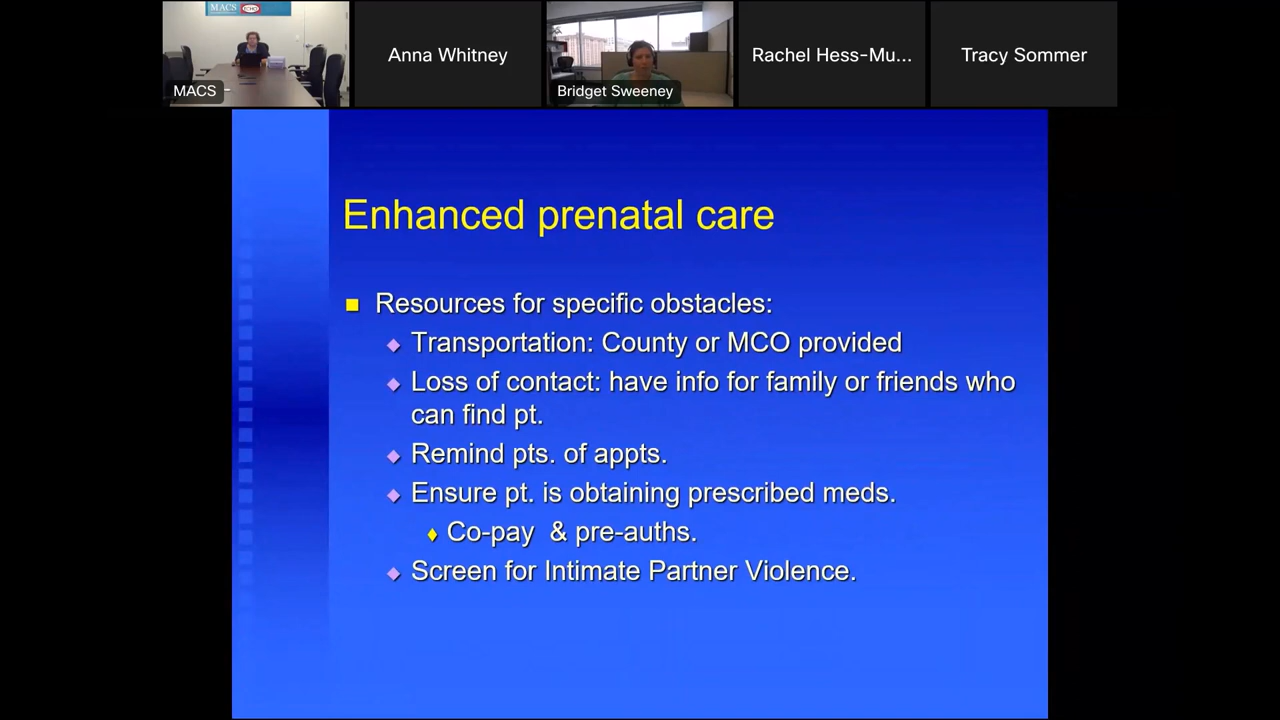 MACS
ECHO
MACS
Anna Whitney
Bridget Sweeney
Rachel Hess-Mu...
Tracy Sommer
Enhanced prenatal care
Resources for specific obstacles:
Transportation: County or MCO provided
Loss of contact: have info for family or friends who
can find pt.
Remind pts. of appts.
Ensure pt. is obtaining prescribed meds.
Co-pay & pre-auths.
Screen for Intimate Partner Violence.